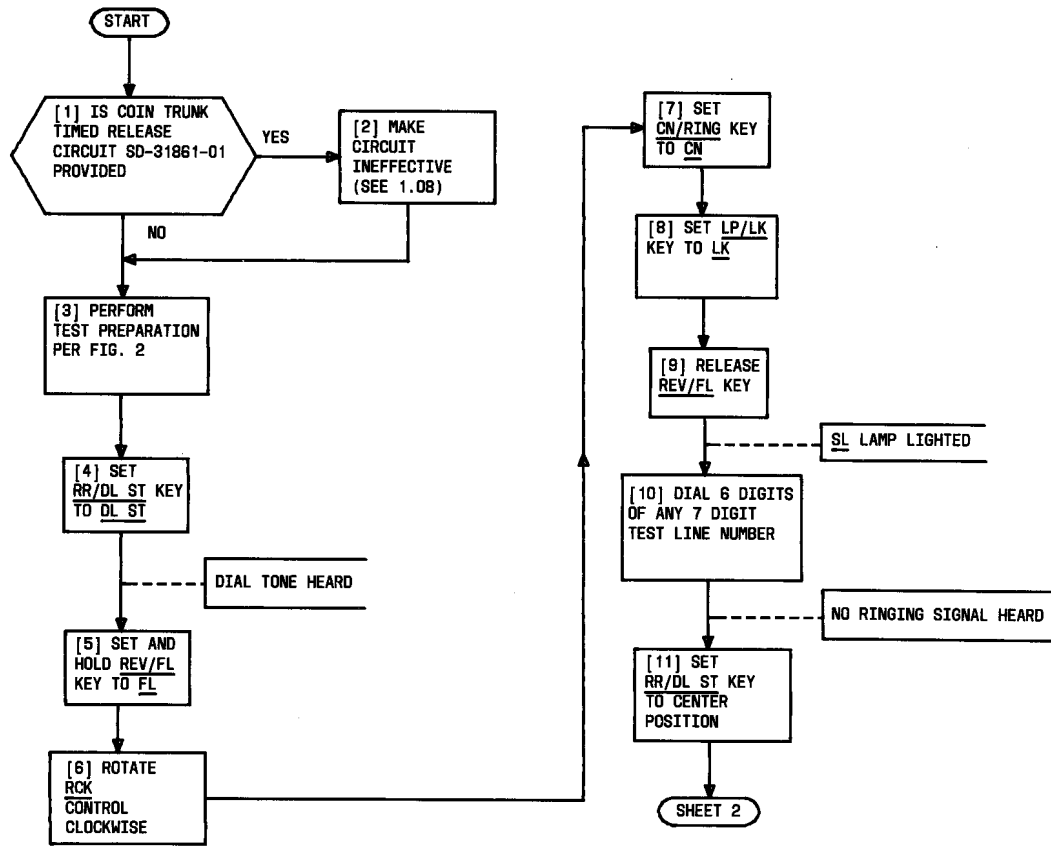 START
[1] IS COIN TRUNK
TIMED RELEASE
CIRCUIT SD-31861-01
PROVIDED
YES
[2] MAKE
CIRCUIT
INEFFECTIVE
(SEE 1.08)
NO
[3] PERFORM
TEST PREPARATION
PER FIG. 2
[4] SET
RR/DL ST KEY
TO DL ST
DIAL TONE HEARD
[5] SET AND
HOLD REV/FL
KEY TO FL
[6] ROTATE
RCK
CONTROL
CLOCKWISE
[7] SET
CN/RING KEY
TO CN
[8] SET LP/LK
KEY TO LK
[9] RELEASE
REV/FL KEY
SL LAMP LIGHTED
[10] DIAL 6 DIGITS
OF ANY 7 DIGIT
TEST LINE NUMBER
NO RINGING SIGNAL HEARD
[11] SET
RR/DL ST KEY
TO CENTER
POSITION
SHEET 2